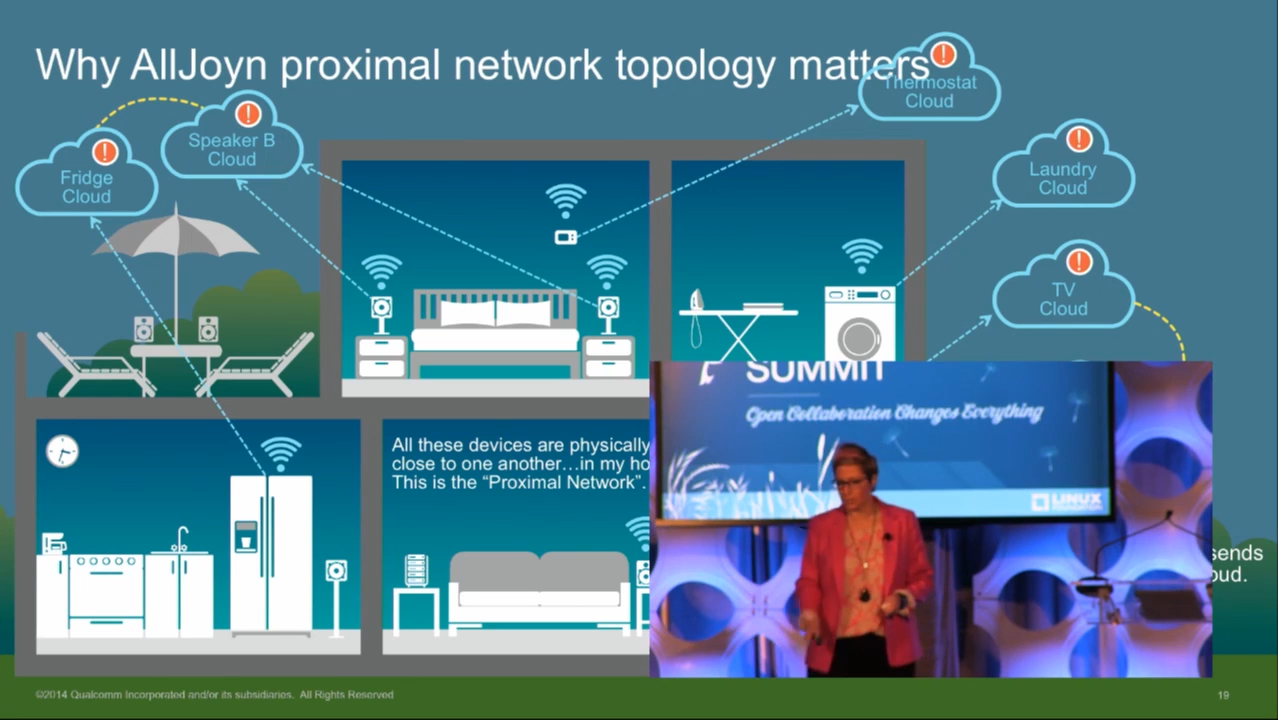 Why AllJoyn proximal network topology matters
Thermostat
Cloud
Speaker B
Cloud
Fridge
Cloud
Laundry
Cloud
TV
Cloud
All these devices are physically
close to one another…in my ho
This is the “Proximal Network”.
SUMMIT
Open Collaboration Changes Everything
LINUX
FOUNDATION
sends
oud.
©2014 Qualcomm Incorporated and/or its subsidiaries. All Rights Reserved
19